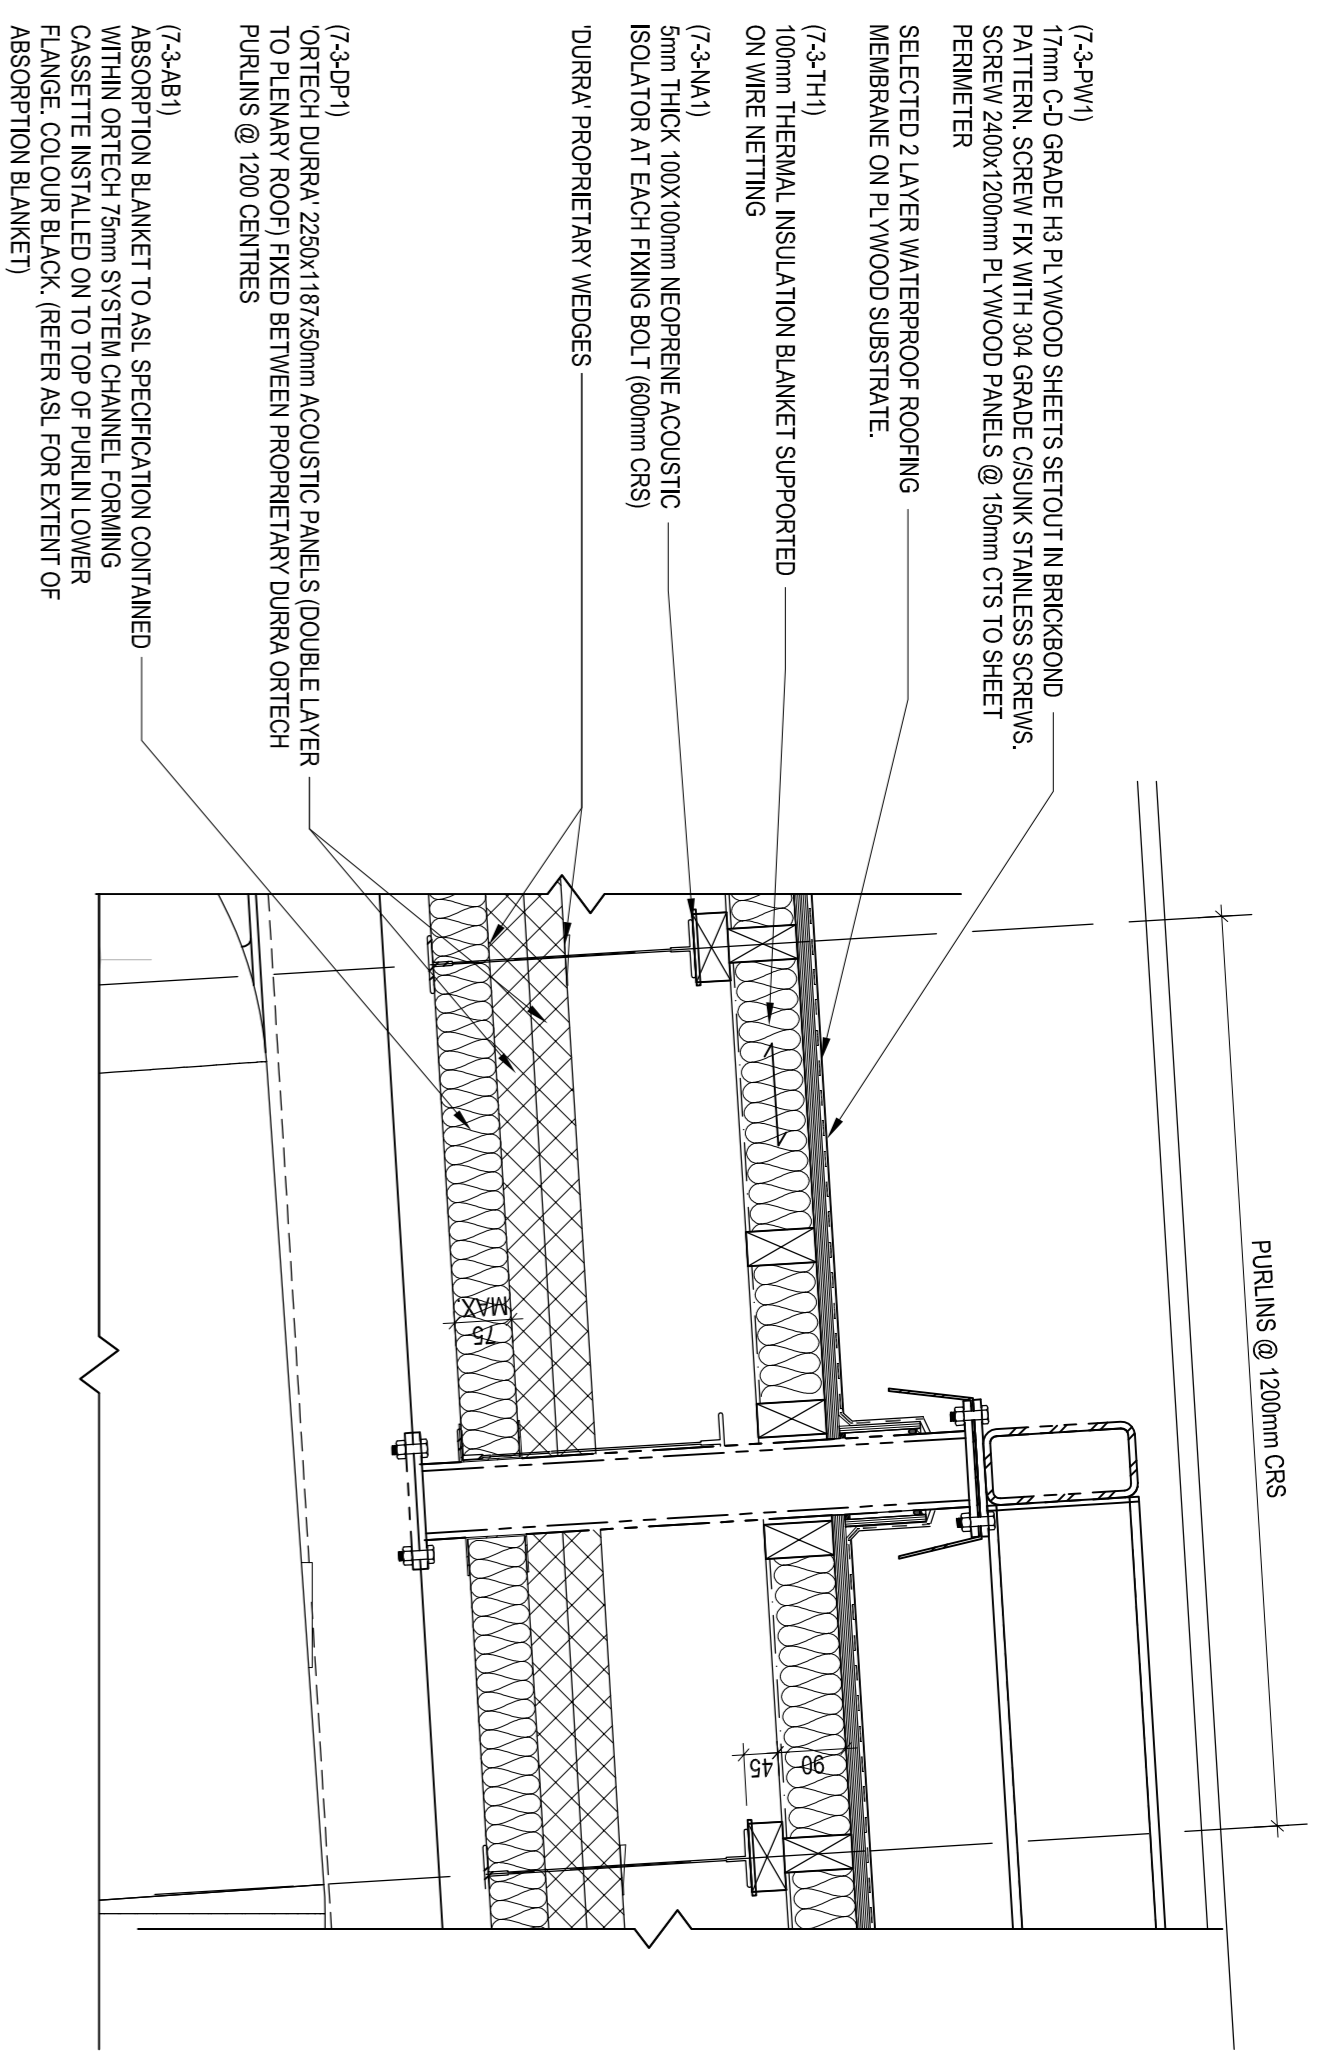 (7-3-PW1)
17mm C-D GRADE H3 PLYWOOD SHEETS SETOUT IN BRICKBOND
PATTERN. SCREW FIX WITH 304 GRADE C/SUNK STAINLESS SCREWS.
SCREW 2400x1200mm PLYWOOD PANELS @ 150mm CTS TO SHEET
PERIMETER
SELECTED 2 LAYER WATERPROOF ROOFING
MEMBRANE ON PLYWOOD SUBSTRATE.
(7-3-TH1)
100mm THERMAL INSULATION BLANKET SUPPORTED
ON WIRE NETTING
(7-3-NA1)
5mm THICK 100X100mm NEOPRENE ACOUSTIC
ISOLATOR AT EACH FIXING BOLT (600mm CRS)
'DURRA' PROPRIETARY WEDGES
(7-3-DP1)
'ORTECH DURRA' 2250x1187x50mm ACOUSTIC PANELS (DOUBLE LAYER
TO PLENARY ROOF) FIXED BETWEEN PROPRIETARY DURRA ORTECH
PURLINS @ 1200 CENTRES
(7-3-AB1)
ABSORPTION BLANKET TO ASL SPECIFICATION CONTAINED
WITHIN ORTECH 75mm SYSTEM CHANNEL FORMING
CASSETTE INSTALLED ON TO TOP OF PURLIN LOWER
FLANGE. COLOUR BLACK. (REFER ASL FOR EXTENT OF
ABSORPTION BLANKET)
PURLINS @ 1200mm CRS
75
MAX.
45
90